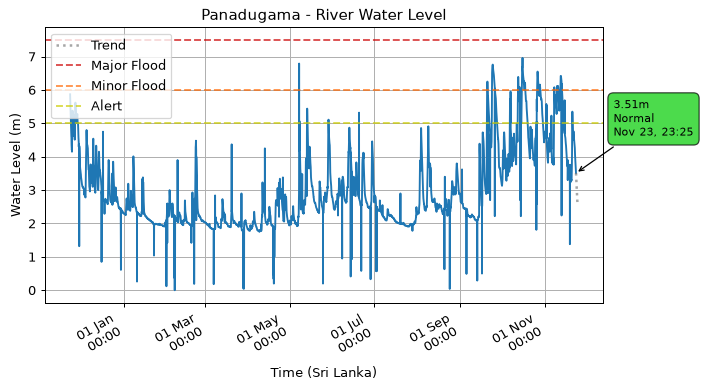 Panadugama - River Water Level
Trend
Major Flood
Minor Flood
Alert
3.51m
Normal
Nov 23, 23:25
Water Level (m)
7
6
5
4
3
2
1
0
01 Jan
00:00
01 Mar
00:00
01 May
00:00
01 Jul
00:00
01 Sep
00:00
01 Nov
00:00
Time (Sri Lanka)